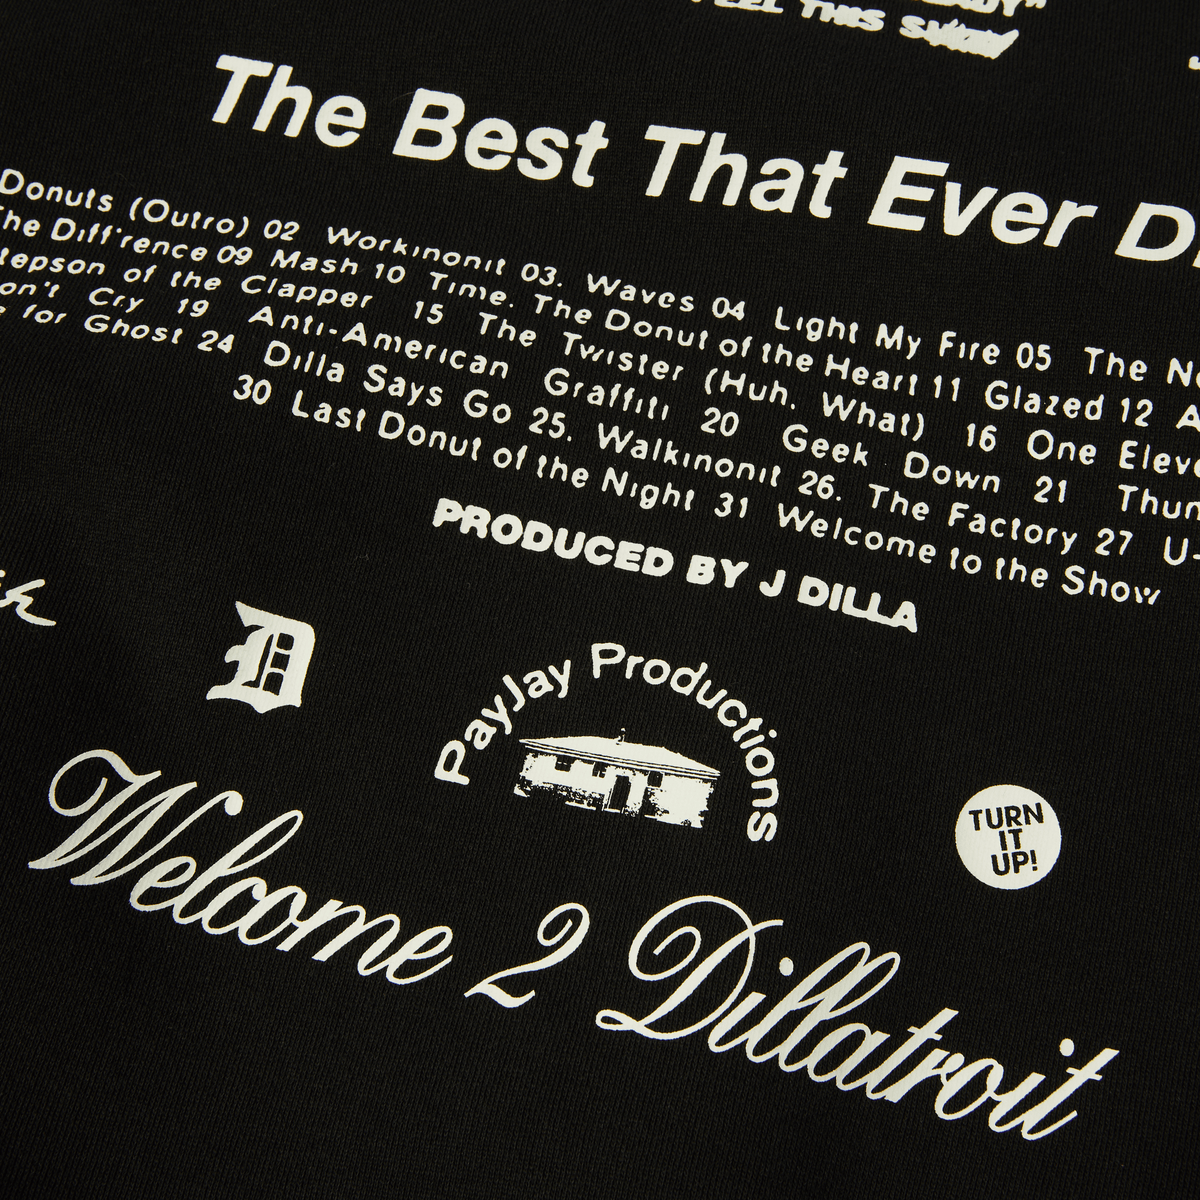 THIS
The Best That Ever
Donuts (Outro) 02 Workinonit 03. Waves 04 Light My Fire 05 The
The Diff'rence 09 Mash 10 Time. The Donut of the Heart 11 Glazed 12
of the Clapper 15 The Twister (Huh, What) 16 One
Cry 19 Anti-American Graffiti 20 Geek Down 21
for Ghost 24 Dilla Says Go 25. Walkinonit 26. The Factory 27
30 Last Donut of the Night 31 Welcome to the Show
PRODUCED BY J DILLA
D
PayJay Productions
TURN
IT
UP!
Welcome 2 Dillatroit